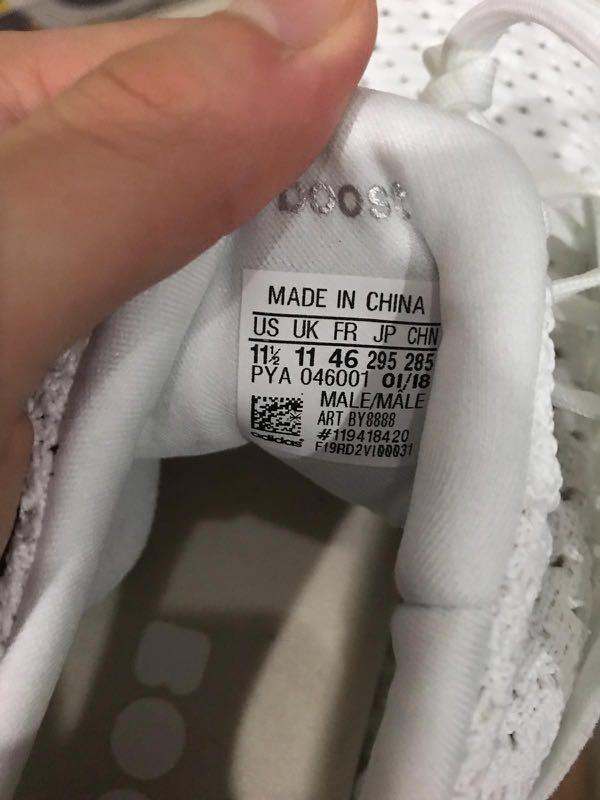 boost
MADE IN CHINA
US UK FR JP CHN
11½ 11 46 295 285
PYA 046001 01/18
MALE/MÂLE
ART BY8888
#119418420
adidas
F19RD2VI00031